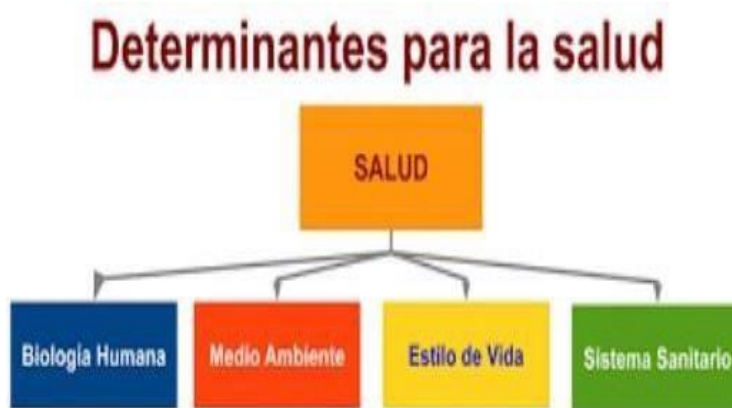 Determinantes para la salud
SALUD
Biología Humana
Medio Ambiente
Estilo de Vida
Sistema Sanitario